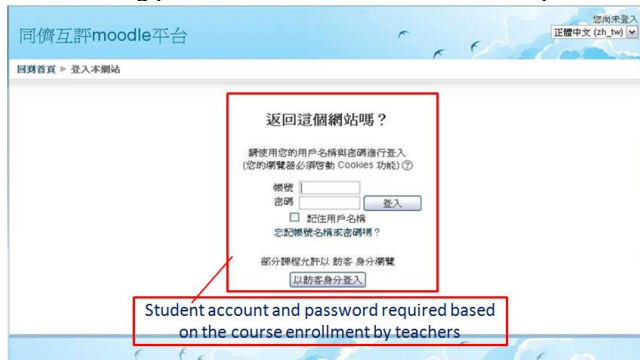 您尚未登入
同儕互評moodle平台
正體中文 (zh_tw)
回到首頁 ► 登入本網站
返回這個網站嗎？
請使用您的用戶名稱與密碼進行登入
(您的瀏覽器必須啓動 Cookies 功能)
帳號
密碼 登入
記住用戶名稱
忘記帳號名稱或密碼嗎？
部分課程允許以 訪客 身分瀏覽
以訪客身分登入
Student account and password required based
on the course enrollment by teachers